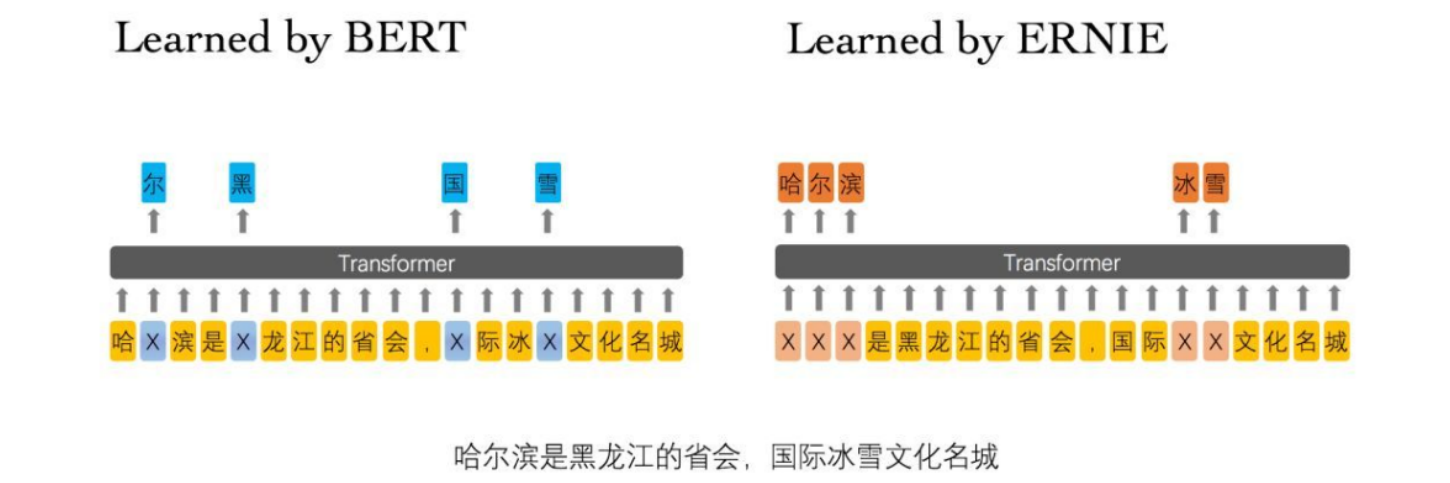 Learned by BERT
Learned by ERNIE
尔 黑 国 雪
哈 尔 滨 冰 雪
Transformer
Transformer
哈 X 滨 是 X 龙 江 的 省 会 , X 际 冰 X 文 化 名 城
X X X 是 黑 龙 江 的 省 会 , 国 际 X X 文 化 名 城
哈尔滨是黑龙江的省会，国际冰雪文化名城